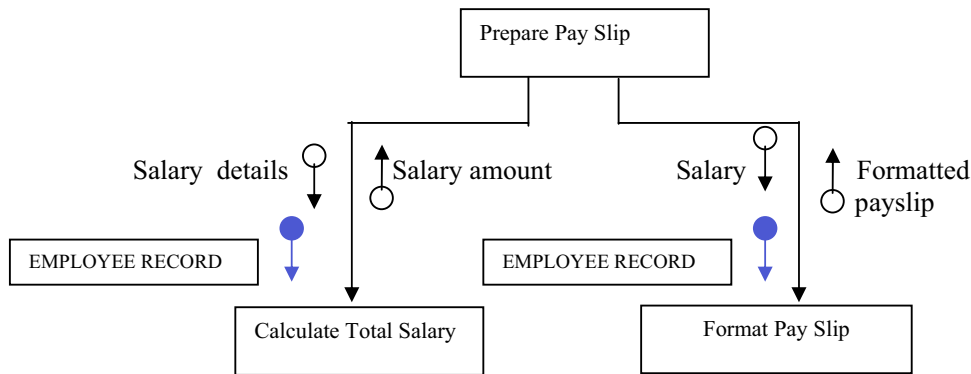 Prepare Pay Slip
Salary details
Salary amount
Salary
Formatted
payslip
EMPLOYEE RECORD
EMPLOYEE RECORD
Calculate Total Salary
Format Pay Slip